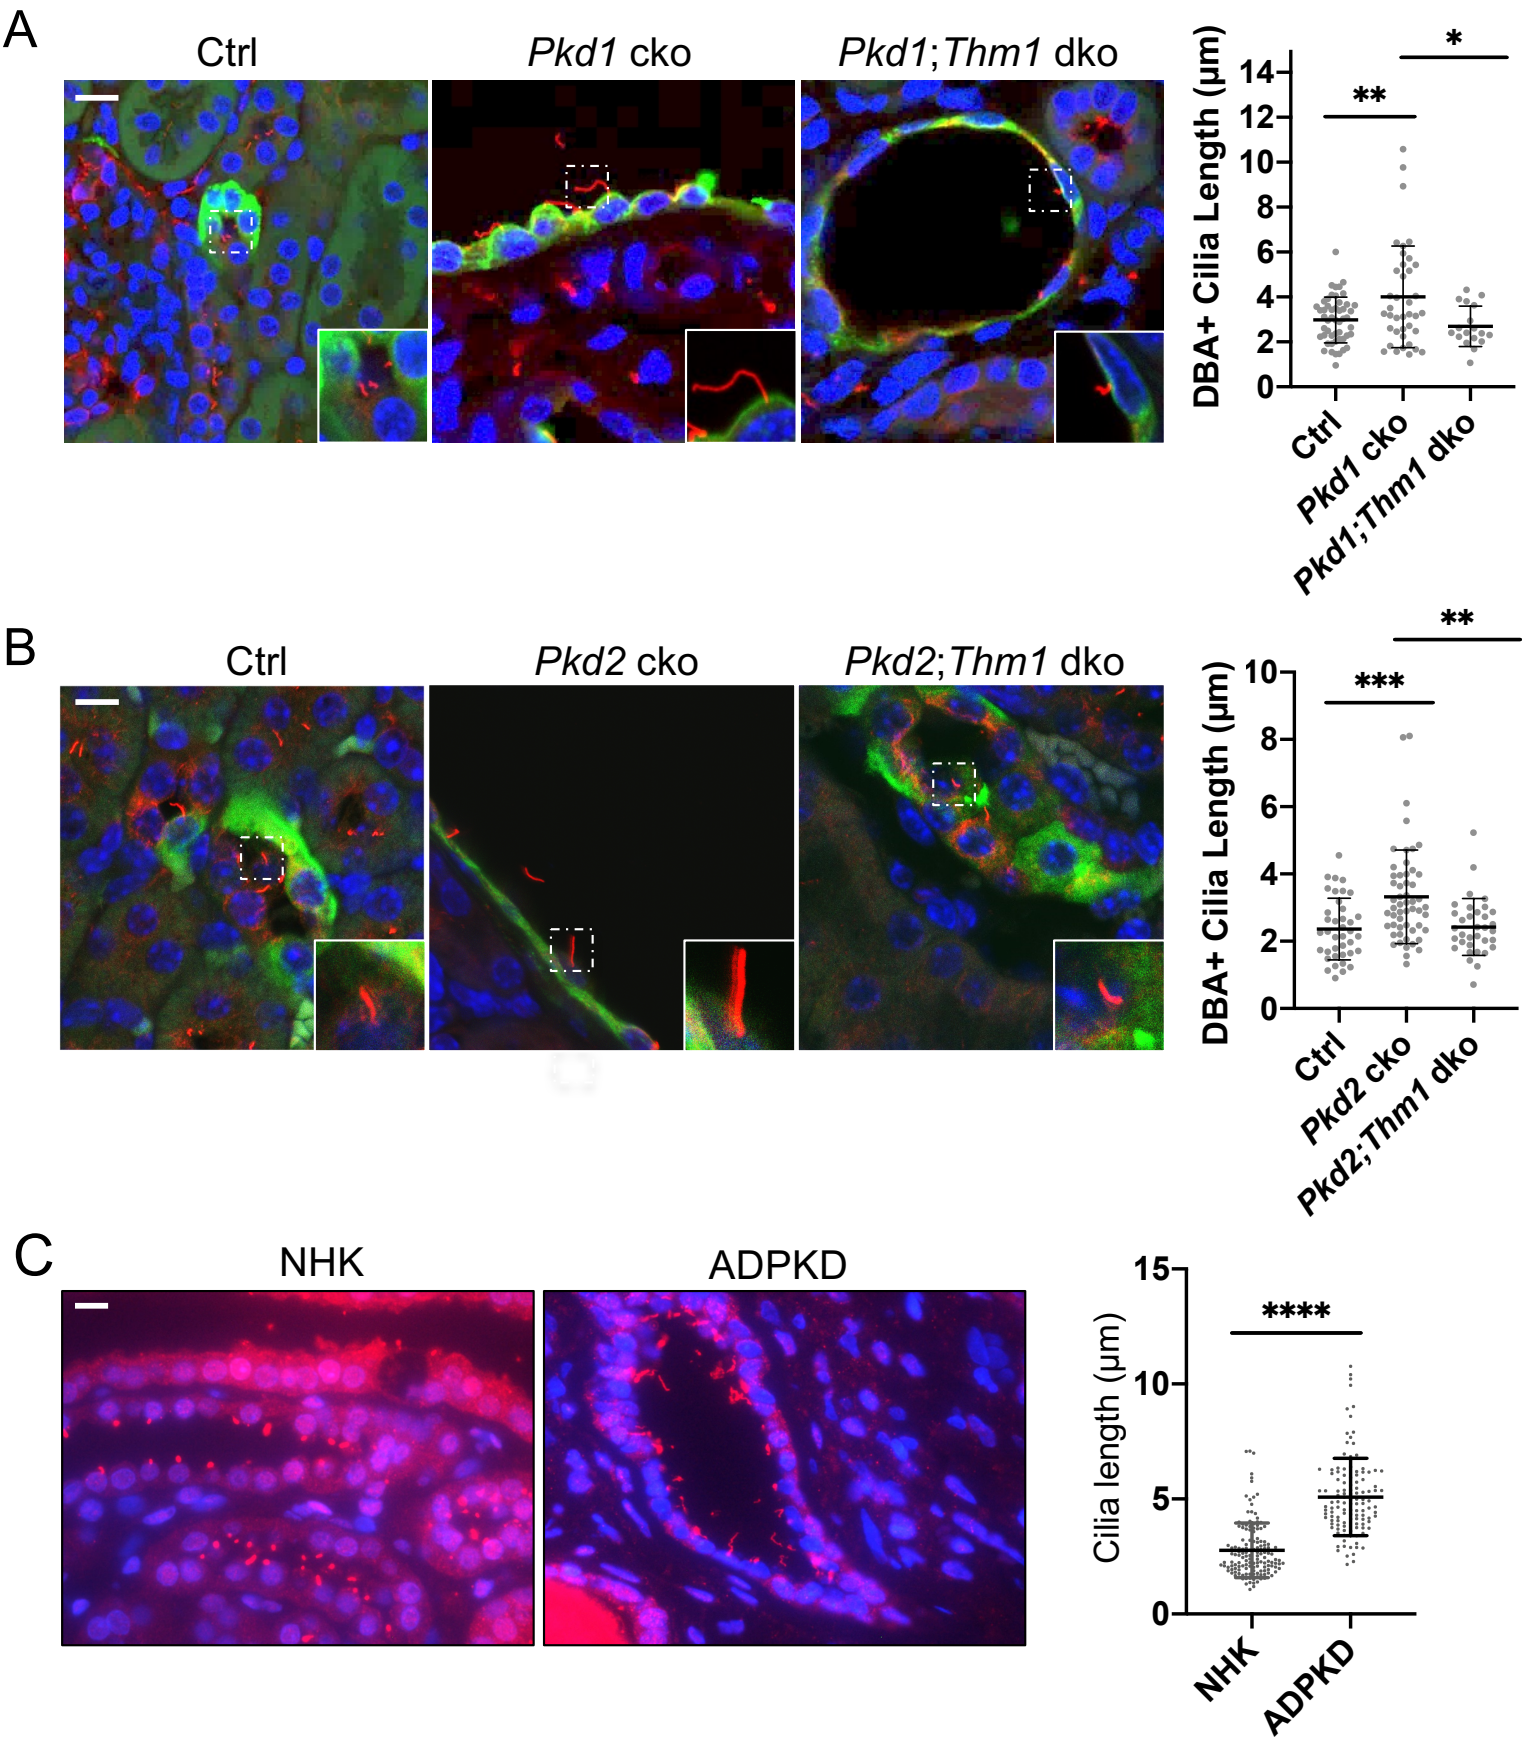 A
Ctrl
Pkd1 cko
Pkd1;Thm1 dko
DBA+ Cilia Length (µm)
14
12
10
8
6
4
2
0
**
*
Ctrl
Pkd1 cko
Pkd1;Thm1 dko
B
Ctrl
Pkd2 cko
Pkd2;Thm1 dko
DBA+ Cilia Length (µm)
10
8
6
4
2
0
***
**
Ctrl
Pkd2 cko
Pkd2;Thm1 dko
C
NHK
ADPKD
Cilia length (µm)
15
10
5
0
****
NHK
ADPKD